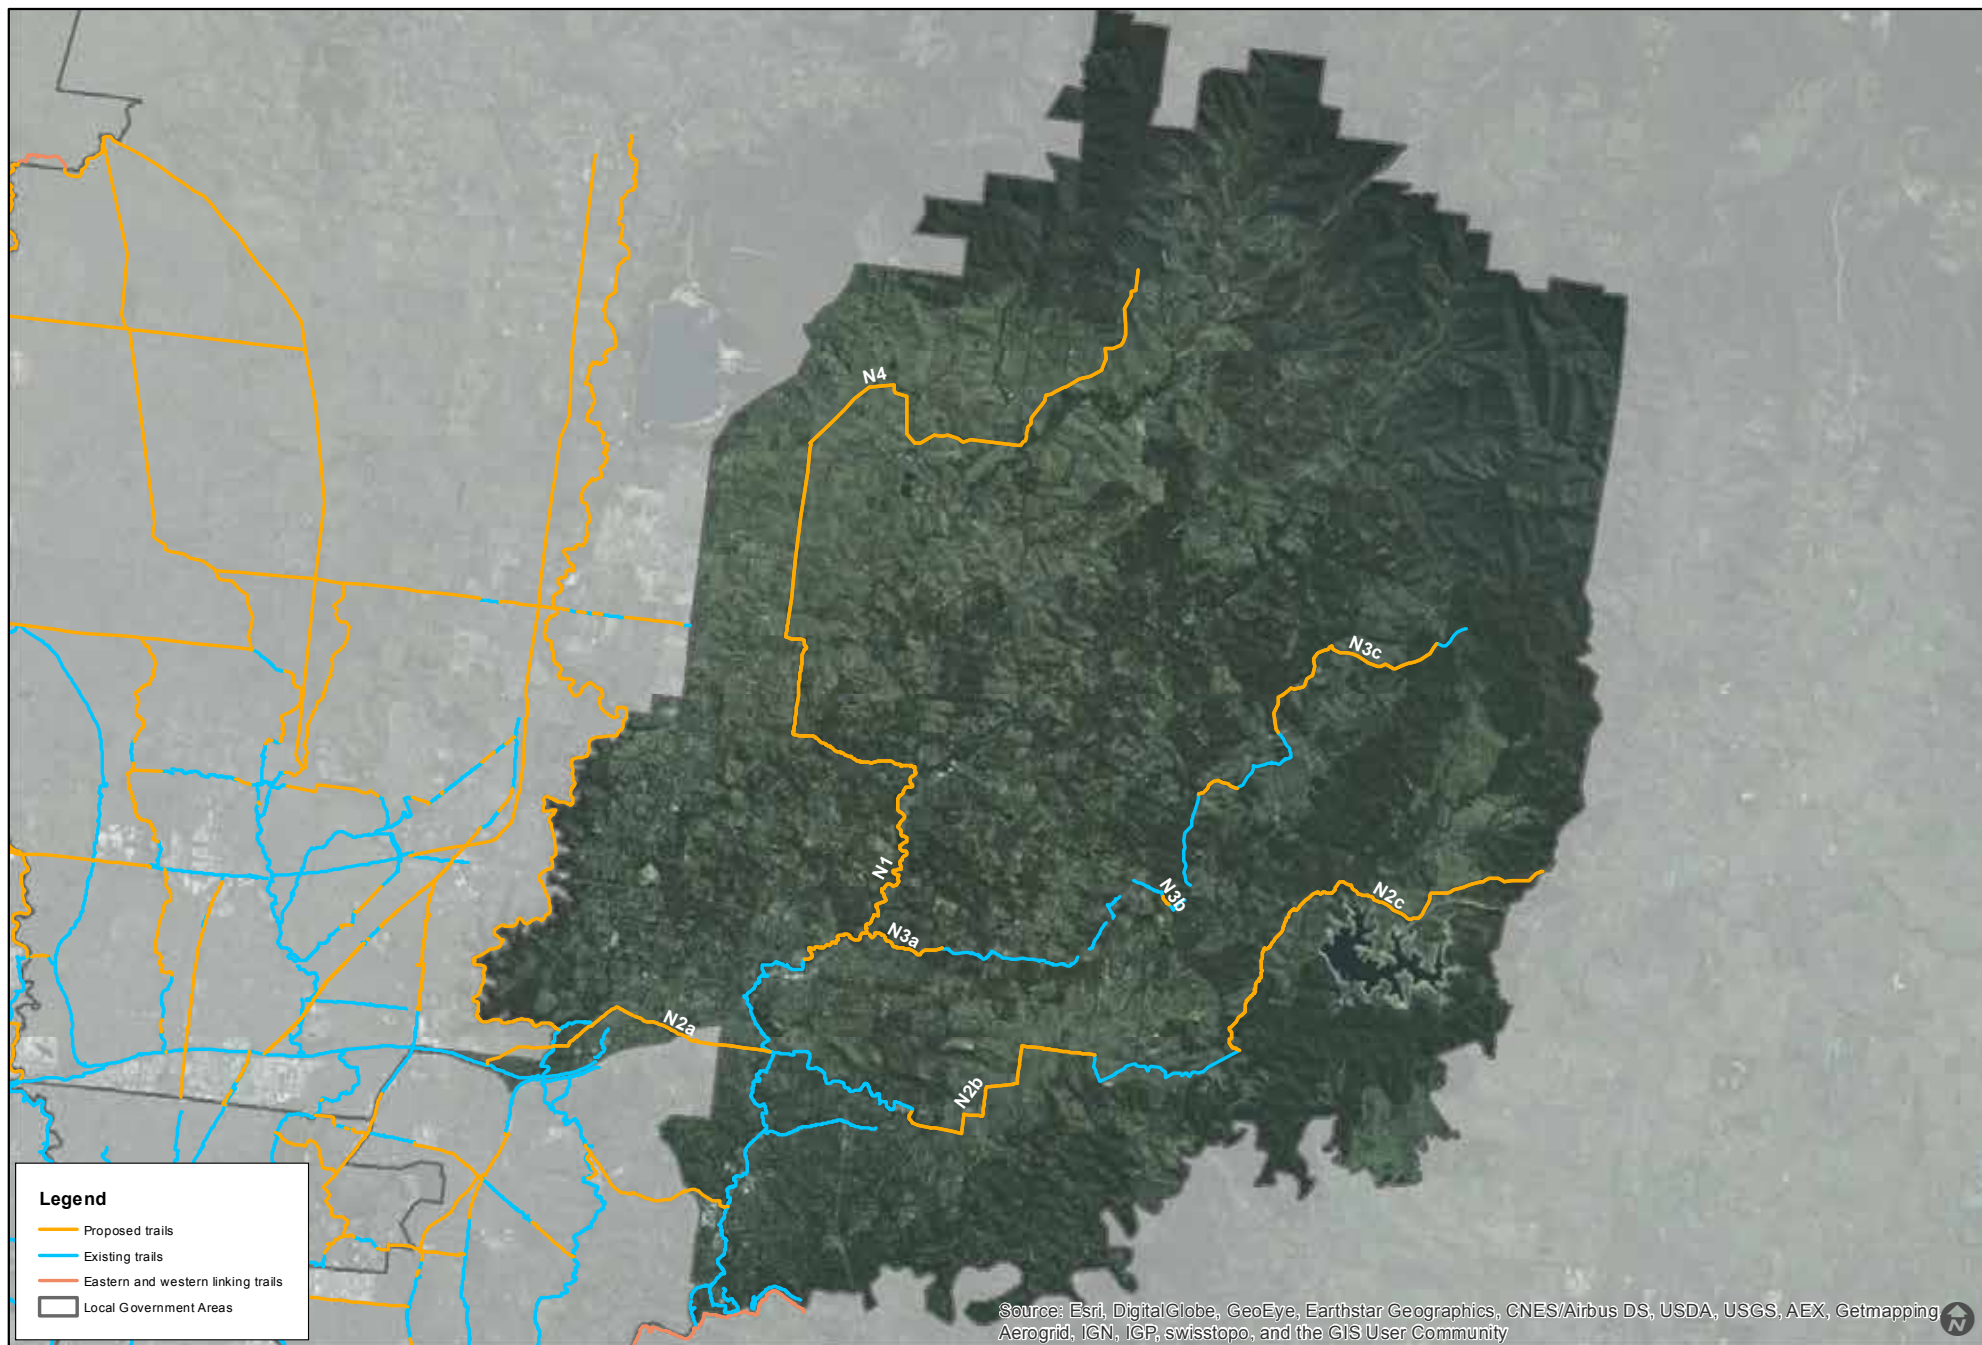 N4
N3c
N1
N3b
N2c
N3a
N2a
N2b
Legend
Proposed trails
Existing trails
Eastern and western linking trails
Local Government Areas
Source: Esri, DigitalGlobe, GeoEye, Earthstar Geographics, CNES/Airbus DS, USDA, USGS, AEX, Getmapping,
Aerogrid, IGN, IGP, swisstopo, and the GIS User Community
N